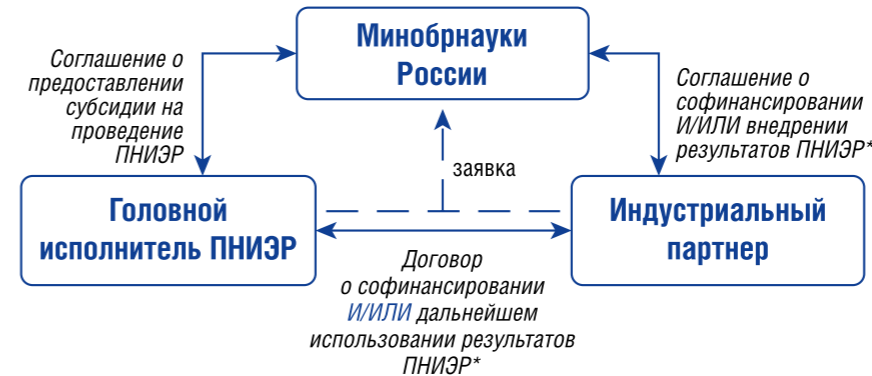 Минобрнауки
России
Соглашение о
предоставлении
субсидии на
проведение
ПНИЭР
Соглашение о
софинансировании
И/ИЛИ внедрении
результатов ПНИЭР*
заявка
Головной
исполнитель ПНИЭР
Индустриальный
партнер
Договор
о софинансировании
И/ИЛИ дальнейшем
использовании результатов
ПНИЭР*